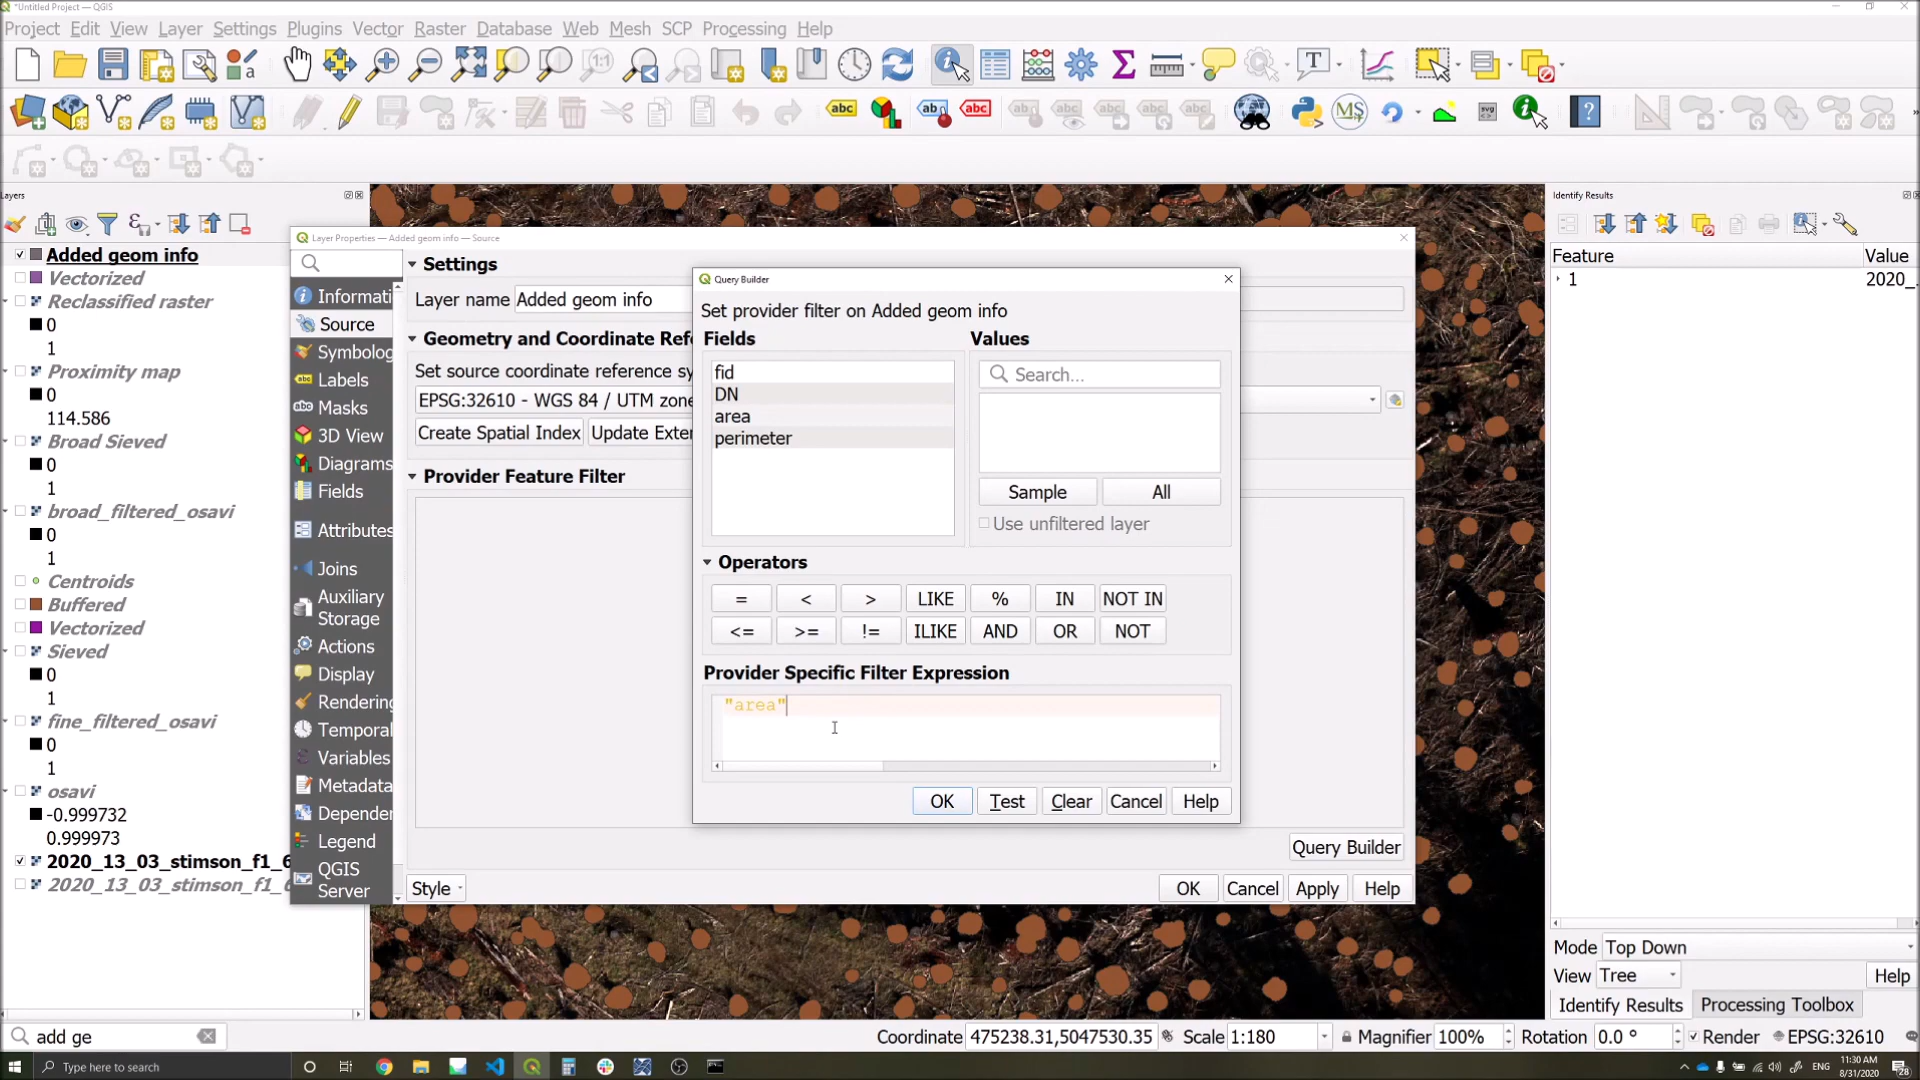 *Untitled Project — QGIS
Project Edit View Layer Settings Plugins Vector Raster Database Web Mesh SCP Processing Help
Layers
Added geom info
Vectorized
Reclassified raster
0
1
Proximity map
0
114.586
Broad Sieved
0
1
broad_filtered_osavi
0
1
Centroids
Buffered
Vectorized
Sieved
0
1
fine_filtered_osavi
0
1
osavi
-0.999732
0.999973
2020_13_03_stimson_f1_6
2020_13_03_stimson_f1_6
add ge
Layer Properties — Added geom info — Source
Informati
Source
Symbolog
Labels
Masks
3D View
Diagrams
Fields
Attributes
Joins
Auxiliary
Storage
Actions
Display
Rendering
Temporal
Variables
Metadata
Depender
Legend
QGIS
Server
Settings
Layer name Added geom info
Geometry and Coordinate Refe
Set source coordinate reference sy
EPSG:32610 - WGS 84 / UTM zone
Create Spatial Index Update Exten
Provider Feature Filter
Query Builder
Style
OK Cancel Apply Help
Query Builder
Set provider filter on Added geom info
Fields
fid
DN
area
perimeter
Values
Search...
Sample All
Use unfiltered layer
Operators
= < > LIKE % IN NOT IN
<= >= != ILIKE AND OR NOT
Provider Specific Filter Expression
"area"
OK Test Clear Cancel Help
Identify Results
Feature Value
1 2020_
Mode Top Down
View Tree Help
Identify Results Processing Toolbox
Coordinate 475238.31,5047530.35 Scale 1:180 Magnifier 100% Rotation 0.0 ° Render EPSG:32610
Type here to search
ENG
11:30 AM
8/31/2020
28